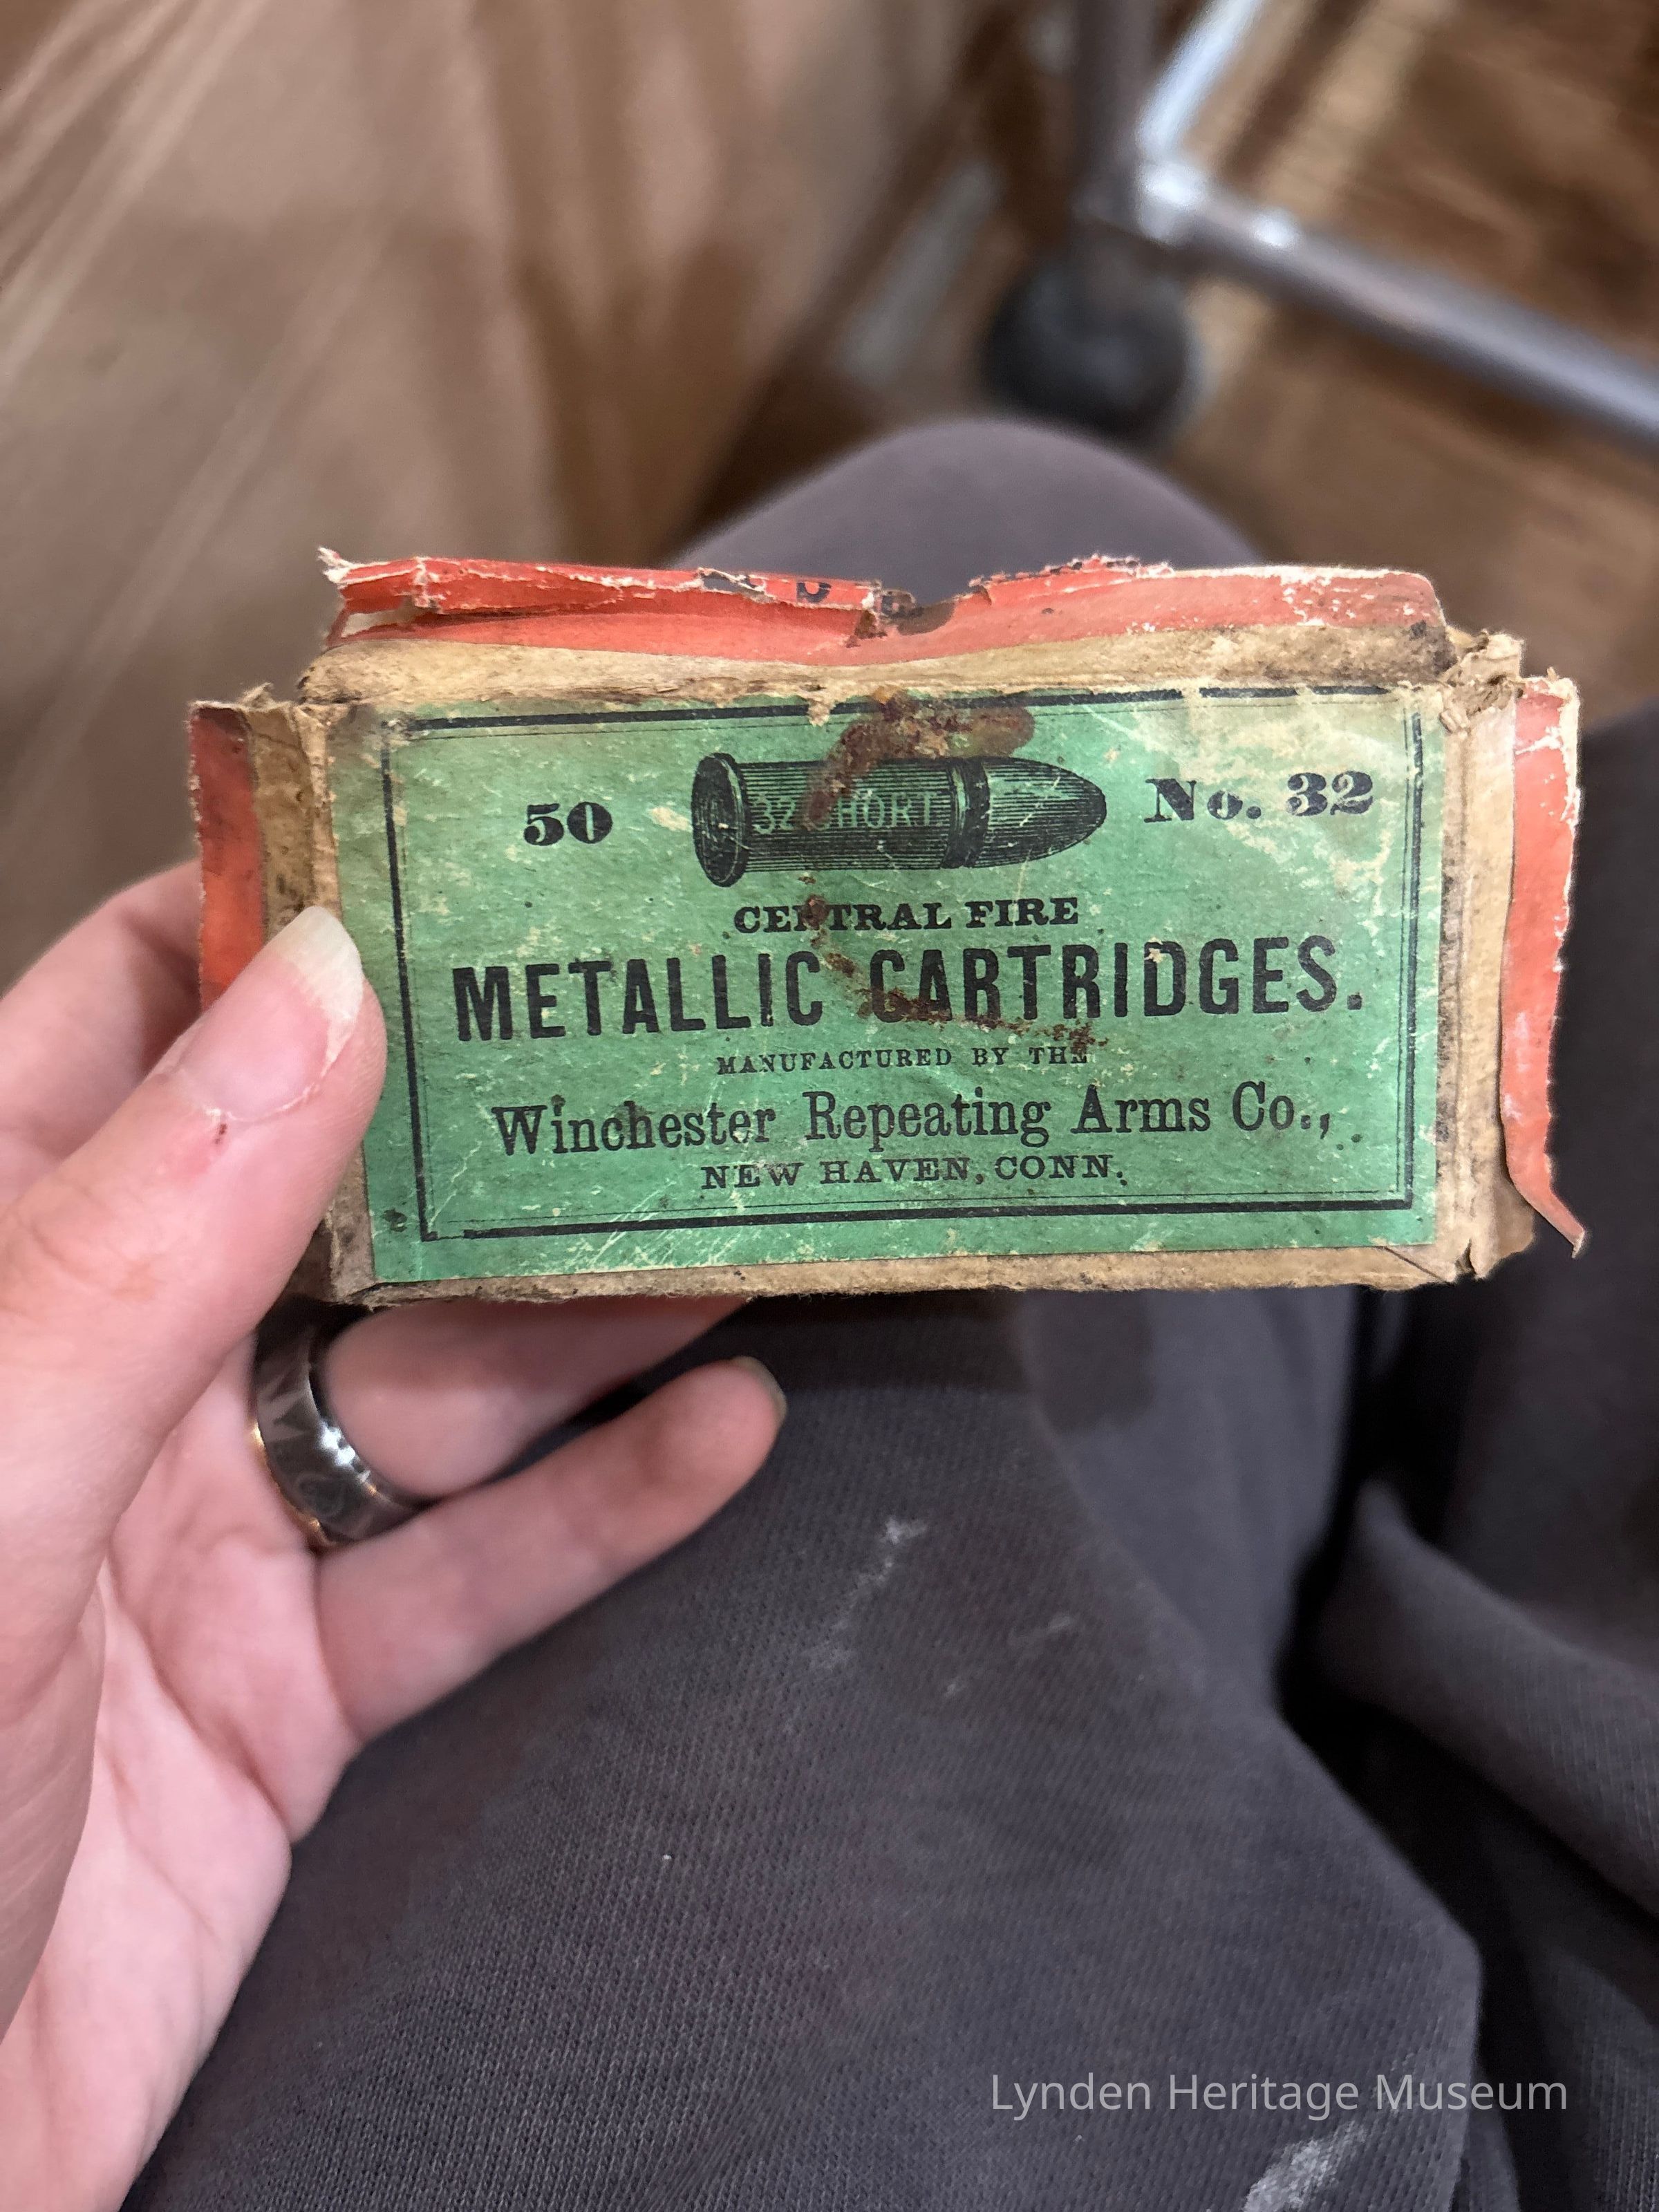 50 32 SHORT No. 32
CENTRAL FIRE
METALLIC CARTRIDGES.
MANUFACTURED BY THE
Winchester Repeating Arms Co.,
NEW HAVEN, CONN.
Lynden Heritage Museum